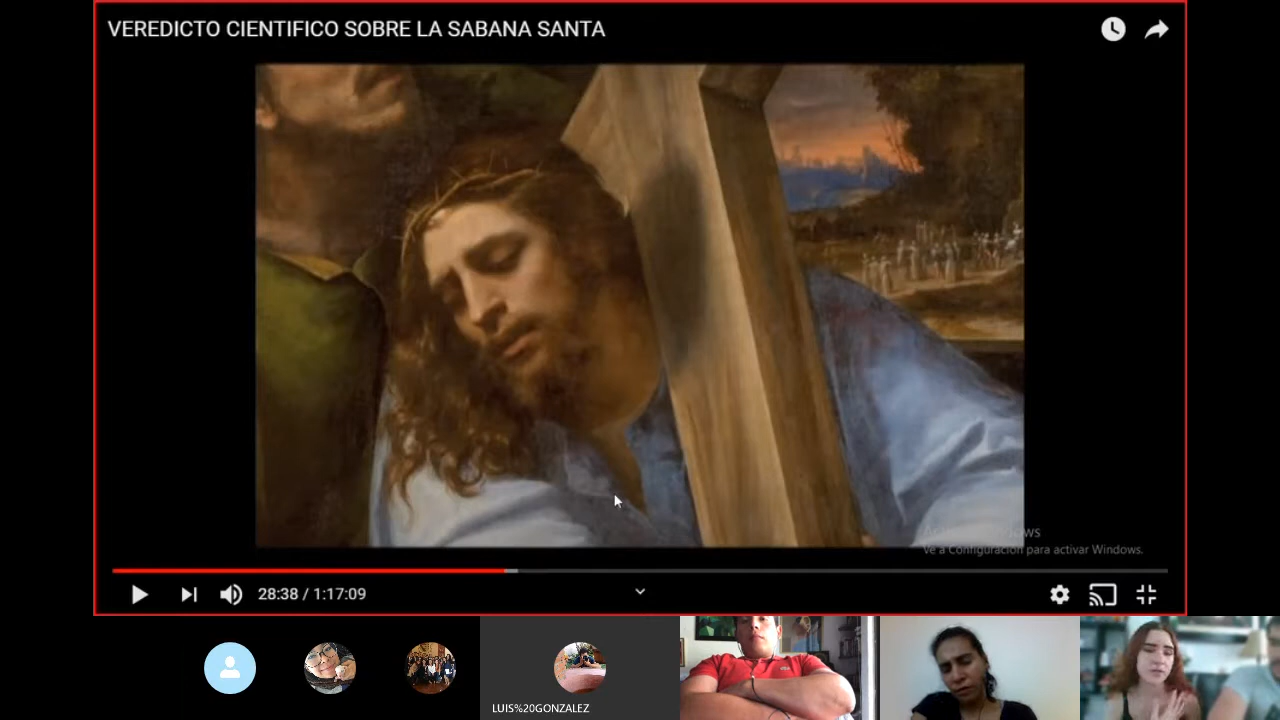 VEREDICTO CIENTIFICO SOBRE LA SABANA SANTA
Ve a Configuración para activar Windows.
28:38 / 1:17:09
LUIS%20GONZALEZ